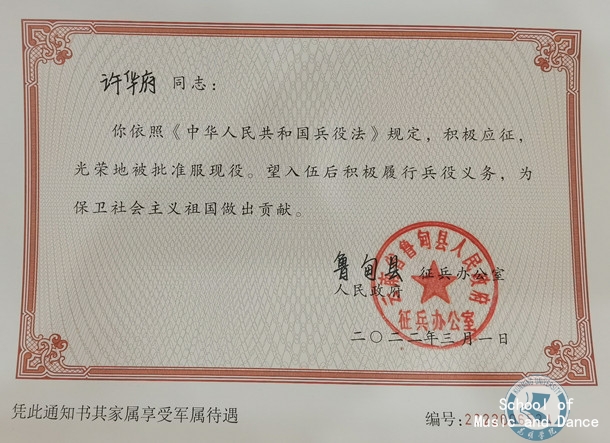 许华府 同志：
你依照《中华人民共和国兵役法》规定，积极应征，
光荣地被批准服现役。望入伍后积极履行兵役义务，为
保卫社会主义祖国做出贡献。
鲁甸县 征兵办公室
人民政府
云南省鲁甸县人民政府
征兵办公室
二〇二二年三月一日
凭此通知书其家属享受军属待遇
编号:
School of
Music and Dance